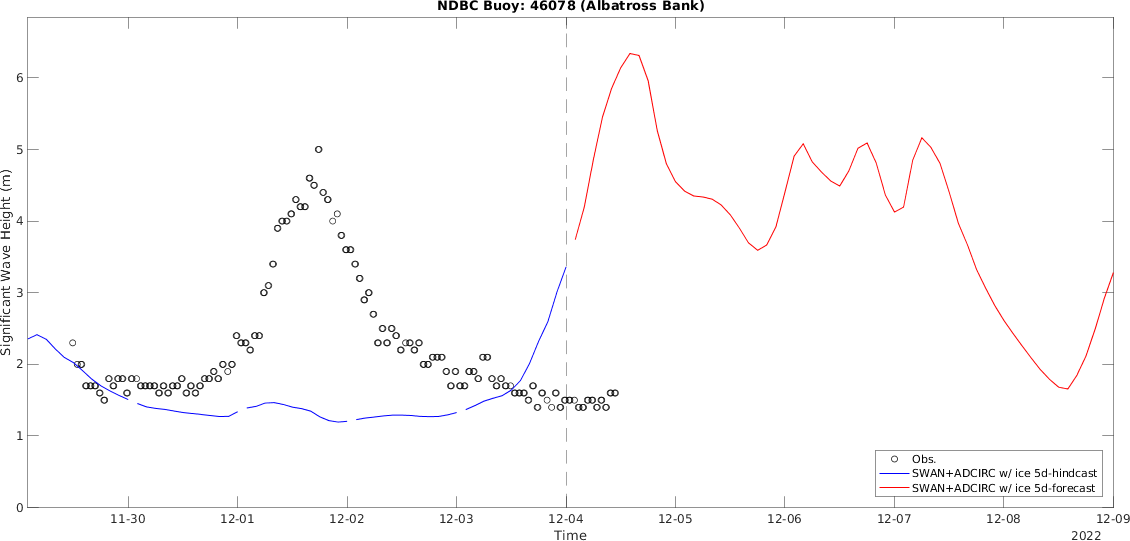 NDBC Buoy: 46078 (Albatross Bank)
Significant Wave Height (m)
6
5
4
3
2
1
0
Obs.
SWAN+ADCIRC w/ ice 5d-hindcast
SWAN+ADCIRC w/ ice 5d-forecast
11-30 12-01 12-02 12-03 12-04 12-05 12-06 12-07 12-08 12-09
Time
2022